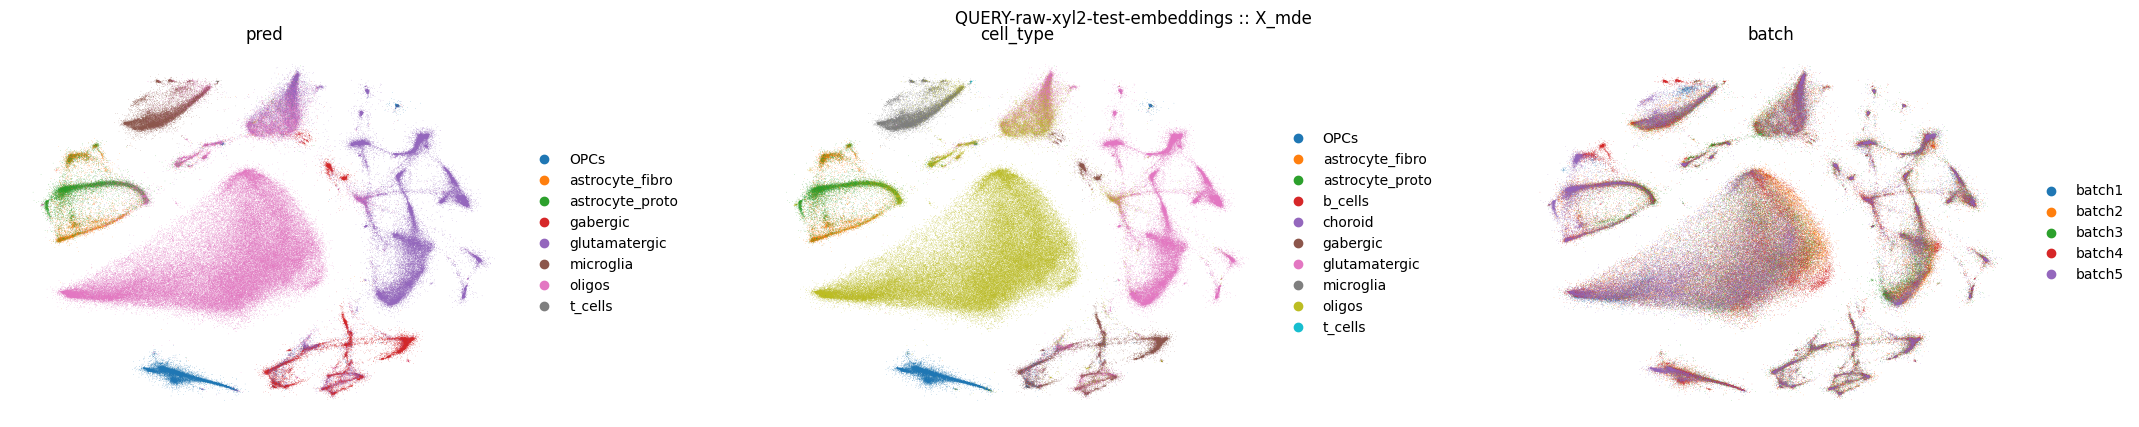 QUERY-raw-xyl2-test-embeddings :: X_mde
pred
OPCs
astrocyte_fibro
astrocyte_proto
gabergic
glutamatergic
microglia
oligos
t_cells
cell_type
OPCs
astrocyte_fibro
astrocyte_proto
b_cells
choroid
gabergic
glutamatergic
microglia
oligos
t_cells
batch
batch1
batch2
batch3
batch4
batch5